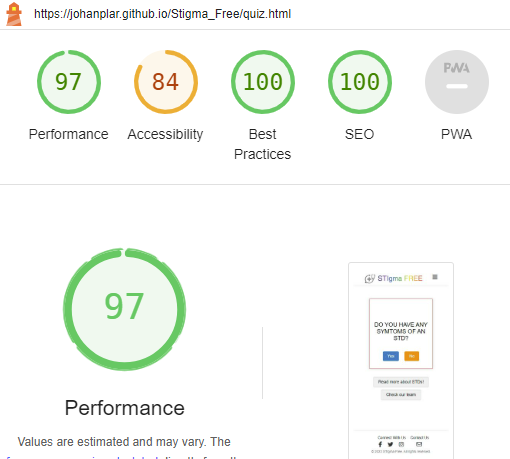 https://johanplar.github.io/Stigma_Free/quiz.html
97 84 100 100 PWA
Performance Accessibility Best Practices SEO PWA
97
Performance
Values are estimated and may vary. The
STigma FREE
DO YOU HAVE ANY
SYMTOMS OF AN
STD?
Yes No
Read more about STDs!
Check our team
Connect With Us Contact Us